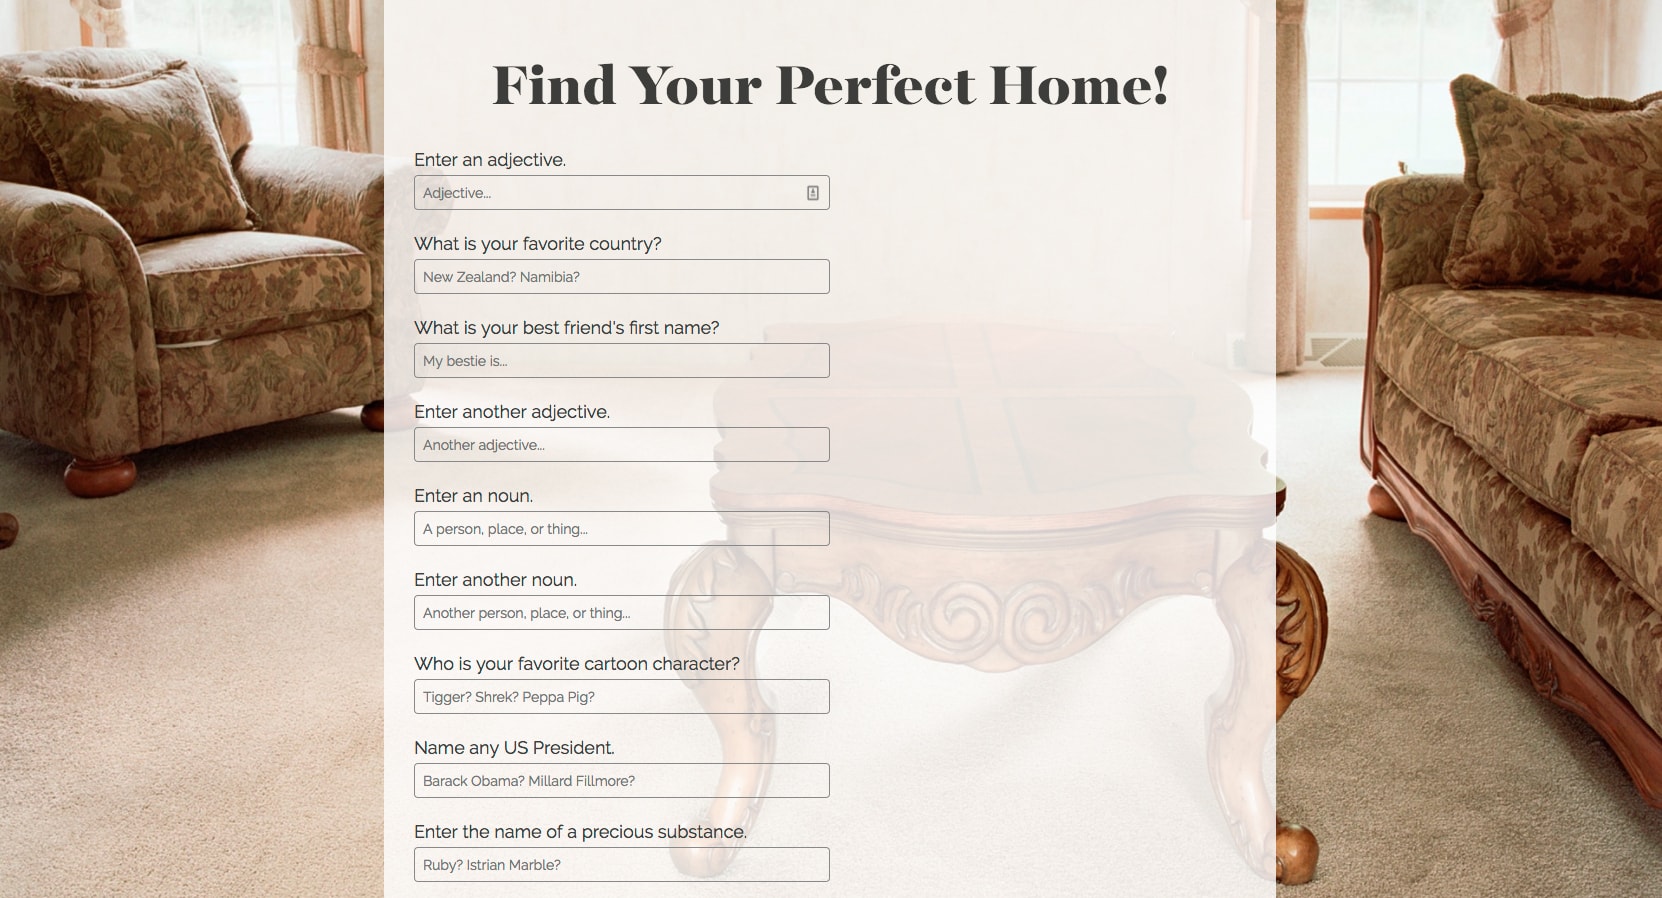 Find Your Perfect Home!
Enter an adjective.
Adjective...
What is your favorite country?
New Zealand? Namibia?
What is your best friend's first name?
My bestie is...
Enter another adjective.
Another adjective...
Enter an noun.
A person, place, or thing...
Enter another noun.
Another person, place, or thing...
Who is your favorite cartoon character?
Tigger? Shrek? Peppa Pig?
Name any US President.
Barack Obama? Millard Fillmore?
Enter the name of a precious substance.
Ruby? Istrian Marble?